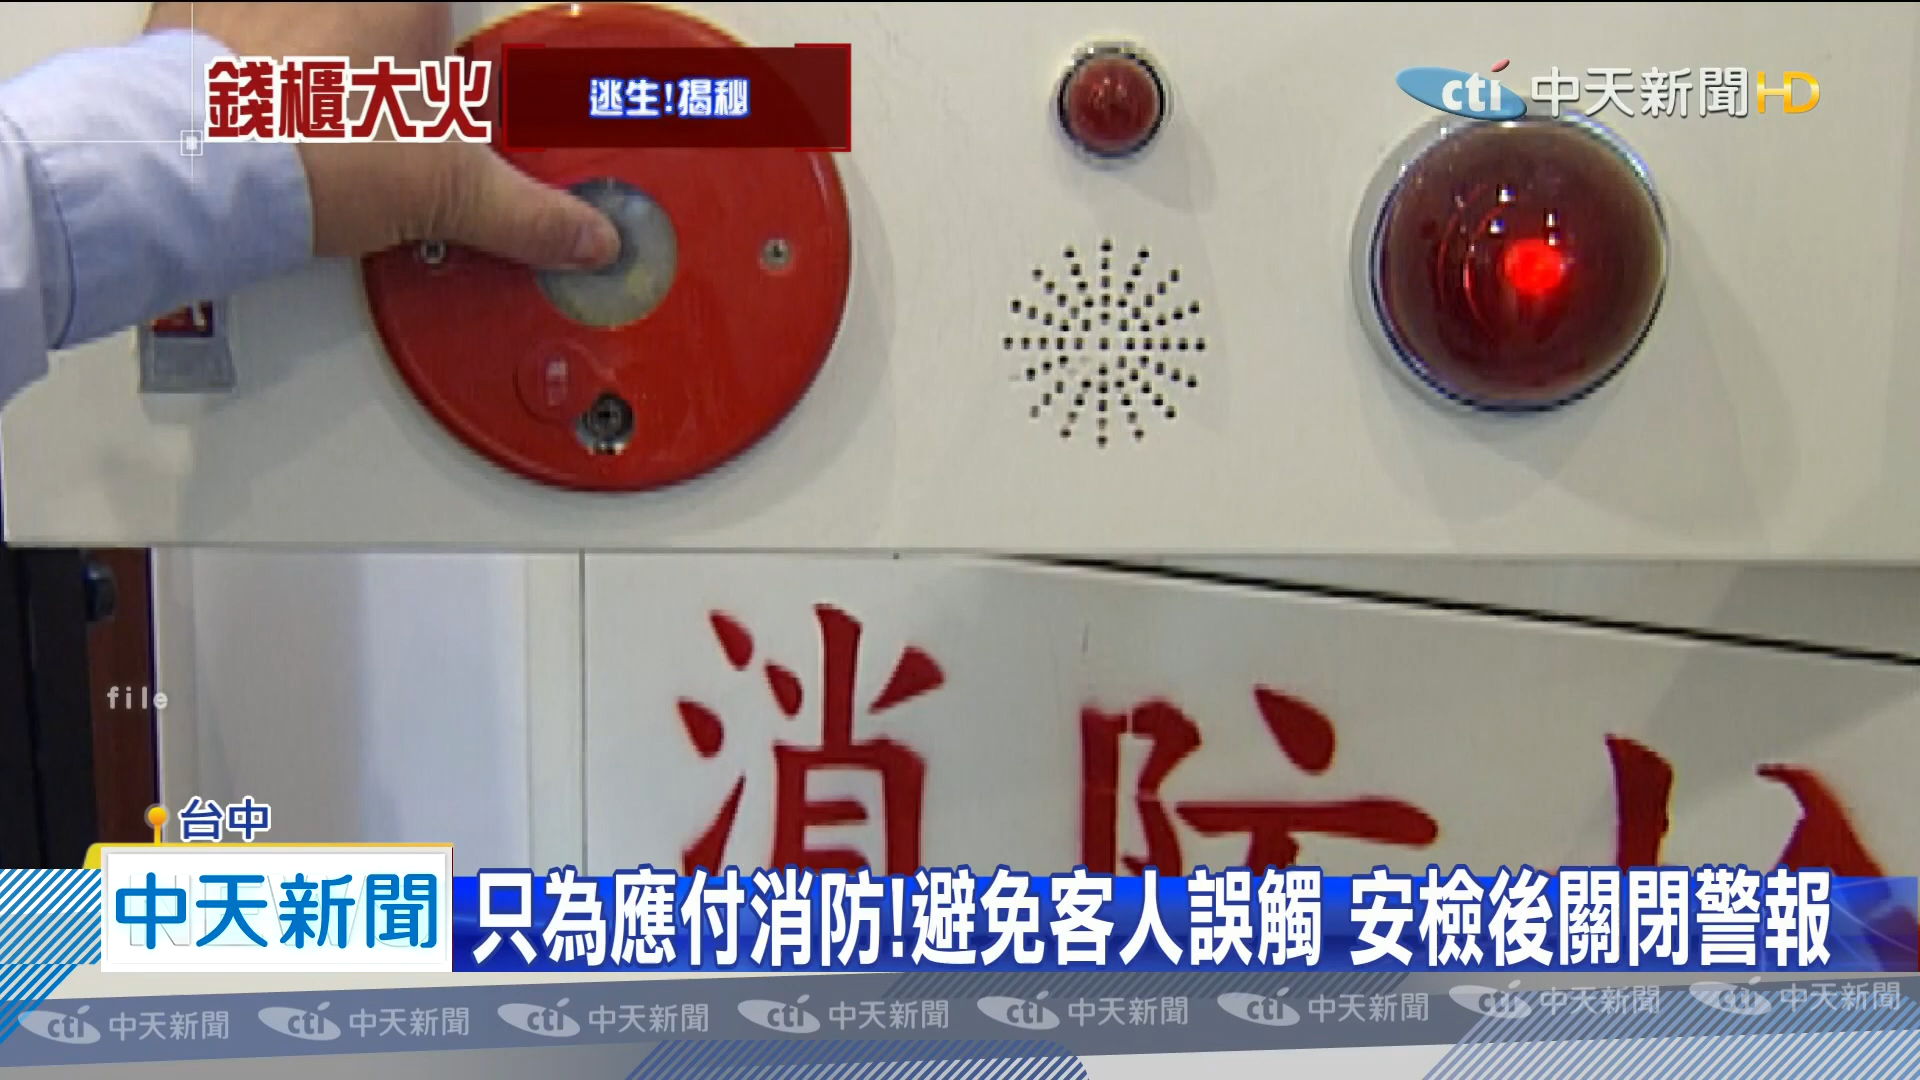 錢櫃大火
逃生!揭秘
cti 中天新聞HD
消防
file
台中
中天新聞
只為應付消防!避免客人誤觸 安檢後關閉警報
cti 中天新聞 cti 中天新聞 cti 中天新聞 cti 中天新聞 cti 中天新聞 cti 中天新聞 cti 中天新聞 cti 中天新聞